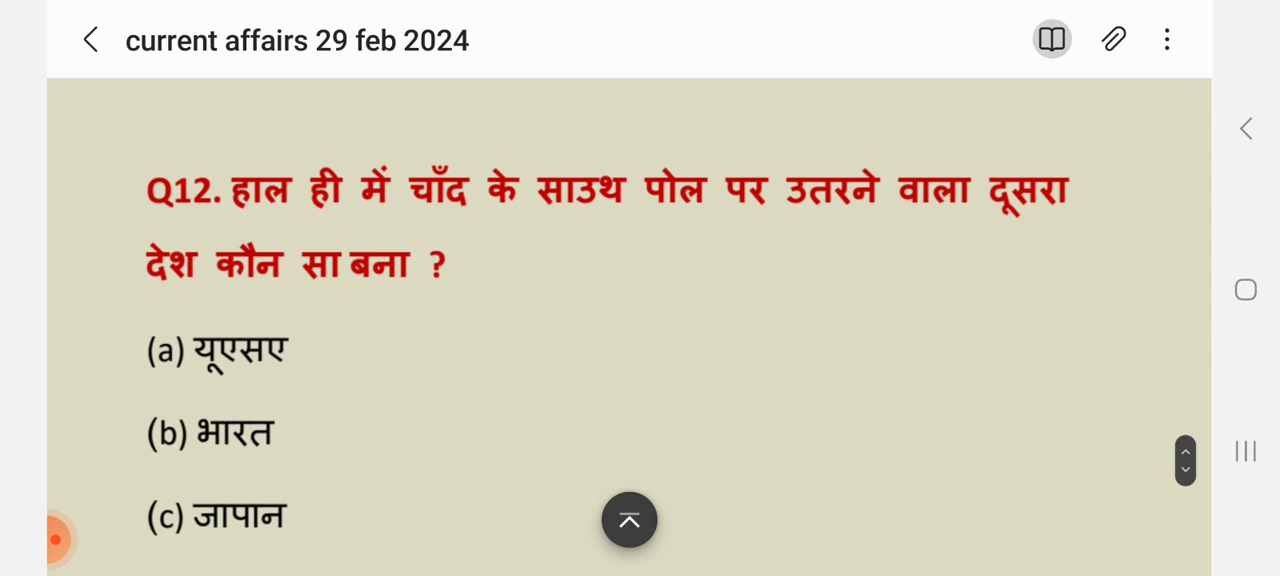 current affairs 29 feb 2024
Q12. हाल ही में चाँद के साउथ पोल पर उतरने वाला दूसरा
देश कौन सा बना ?
(a) यूएसए
(b) भारत
(c) जापान